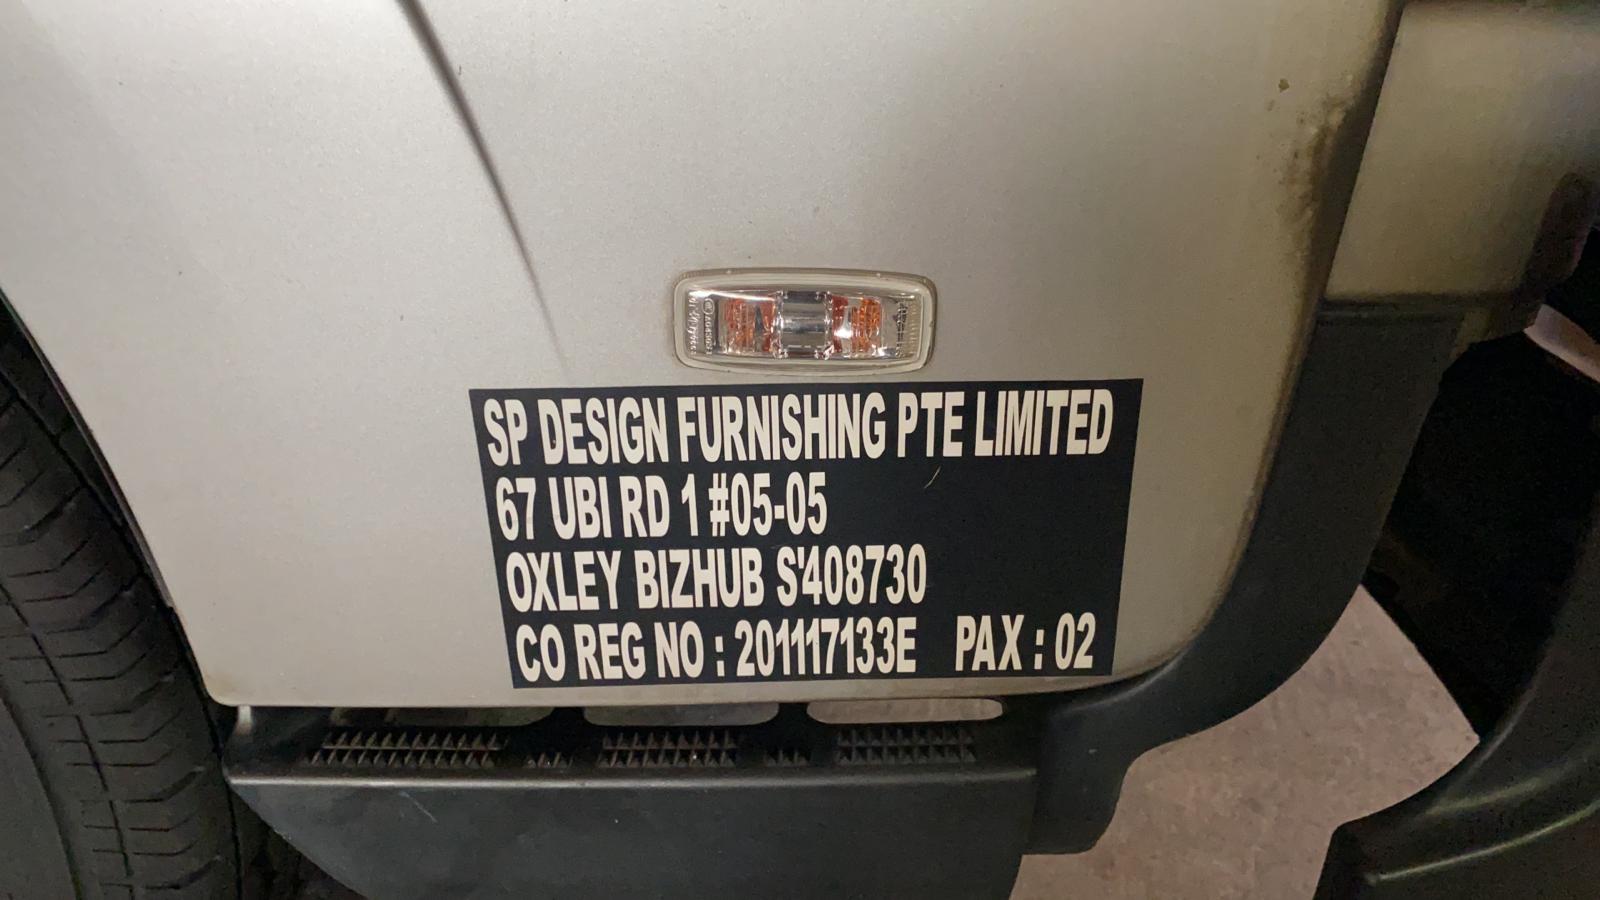 SP DESIGN FURNISHING PTE LIMITED
67 UBI RD 1 #05-05
OXLEY BIZHUB S'408730
CO REG NO : 201117133E PAX : 02